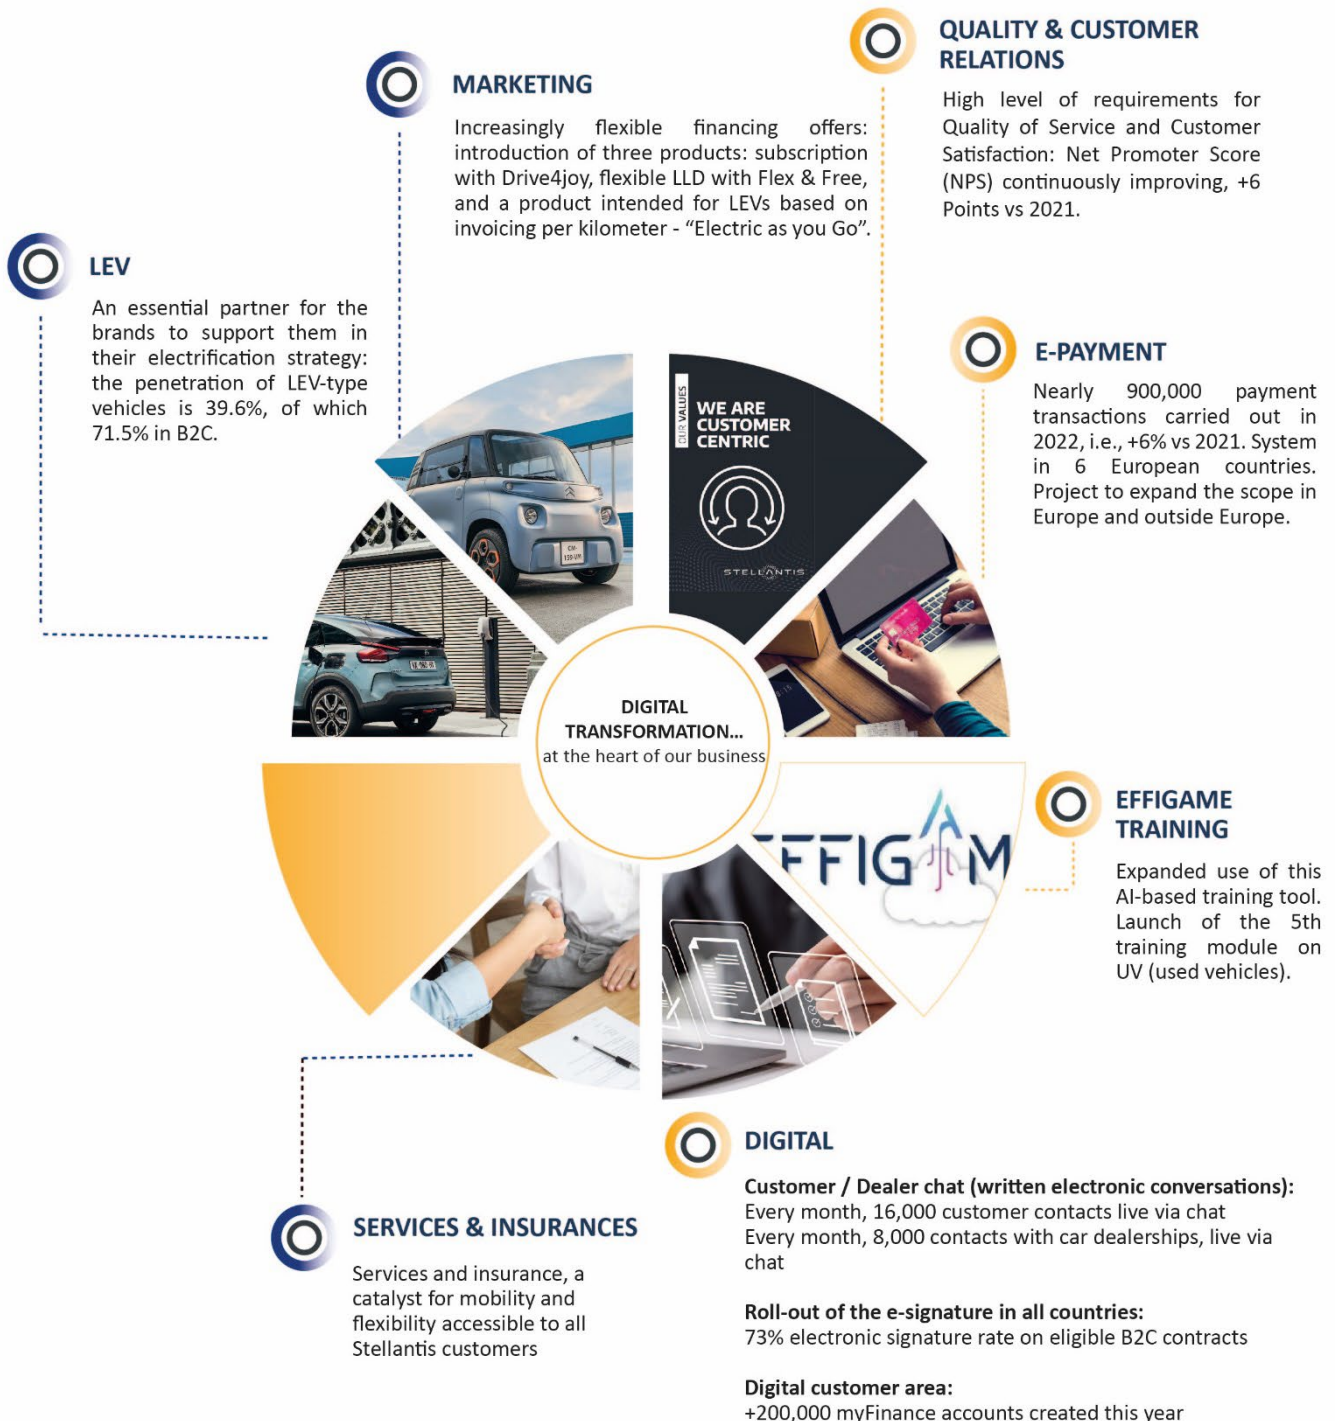 QUALITY & CUSTOMER
RELATIONS
High level of requirements for
Quality of Service and Customer
Satisfaction: Net Promoter Score
(NPS) continuously improving, +6
Points vs 2021.
MARKETING
Increasingly flexible financing offers:
introduction of three products: subscription
with Drive4joy, flexible LLD with Flex & Free,
and a product intended for LEVs based on
invoicing per kilometer - “Electric as you Go”.
LEV
An essential partner for the
brands to support them in
their electrification strategy:
the penetration of LEV-type
vehicles is 39.6%, of which
71.5% in B2C.
E-PAYMENT
Nearly 900,000 payment
transactions carried out in
2022, i.e., +6% vs 2021. System
in 6 European countries.
Project to expand the scope in
Europe and outside Europe.
OUR VALUES
WE ARE
CUSTOMER
CENTRIC
STELLANTIS
DIGITAL
TRANSFORMATION...
at the heart of our business
EFFIGAM
EFFIGAME
TRAINING
Expanded use of this
AI-based training tool.
Launch of the 5th
training module on
UV (used vehicles).
DIGITAL
Customer / Dealer chat (written electronic conversations):
Every month, 16,000 customer contacts live via chat
Every month, 8,000 contacts with car dealerships, live via
chat
Roll-out of the e-signature in all countries:
73% electronic signature rate on eligible B2C contracts
Digital customer area:
+200,000 myFinance accounts created this year
SERVICES & INSURANCES
Services and insurance, a
catalyst for mobility and
flexibility accessible to all
Stellantis customers